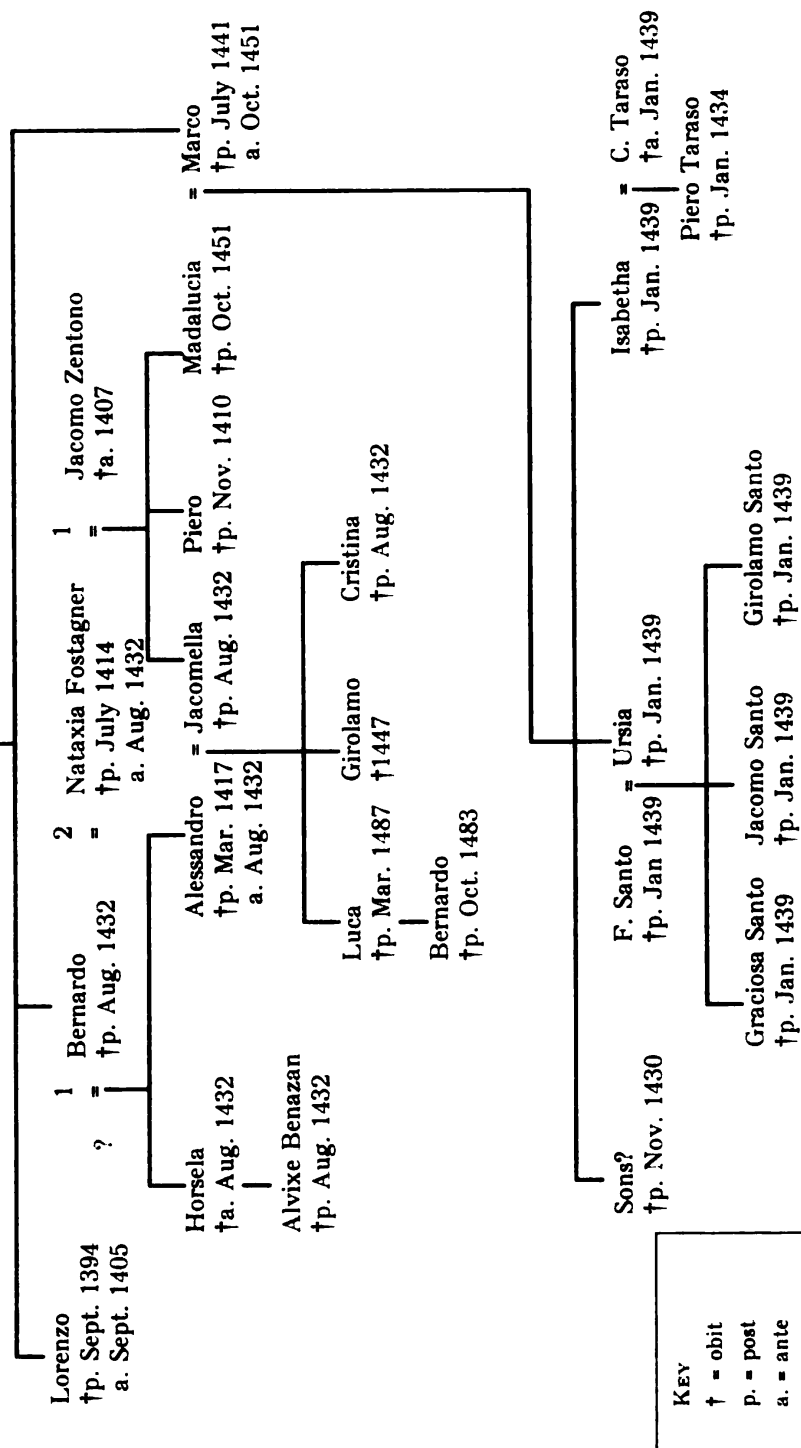 Lorenzo
†p. Sept. 1394
a. Sept. 1405
?
1
=
Bernardo
†p. Aug. 1432
2
=
Nataxia Fostagner
†p. July 1414
a. Aug. 1432
1
=
Jacomo Zentono
†a. 1407
= Marco
†p. July 1441
a. Oct. 1451
Horsela
†a. Aug. 1432
Alvixe Benazan
†p. Aug. 1432
Alessandro
†p. Mar. 1417
a. Aug. 1432
= Jacomella
†p. Aug. 1432
Piero
†p. Nov. 1410
Madalucia
†p. Oct. 1451
Luca
†p. Mar. 1487
Bernardo
†p. Oct. 1483
Girolamo
†1447
Cristina
†p. Aug. 1432
Sons?
†p. Nov. 1430
F. Santo
†p. Jan 1439
= Ursia
†p. Jan. 1439
Isabetha
†p. Jan. 1439
= C. Taraso
†a. Jan. 1439
Piero Taraso
†p. Jan. 1434
Graciosa Santo
†p. Jan. 1439
Jacomo Santo
†p. Jan. 1439
Girolamo Santo
†p. Jan. 1439
KEY
† = obit
p. = post
a. = ante